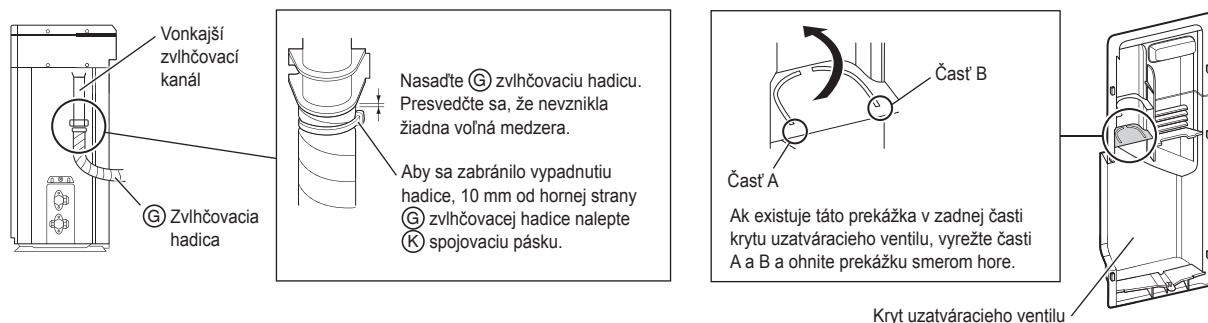 Vonkajší
zvlhčovací
kanál
Ⓖ Zvlhčovacia
hadica
Nasaďte Ⓖ zvlhčovaciu hadicu.
Presvedčte sa, že nevznikla
žiadna voľná medzera.
Aby sa zabránilo vypadnutiu
hadice, 10 mm od hornej strany
Ⓖ zvlhčovacej hadice nalepte
Ⓚ spojovaciu pásku.
Časť B
Časť A
Ak existuje táto prekážka v zadnej časti
krytu uzatváracieho ventilu, vyrežte časti
A a B a ohnite prekážku smerom hore.
Kryt uzatváracieho ventilu